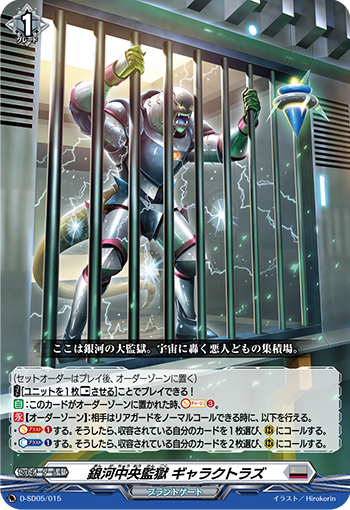 1
グレード
ここは銀河の大監獄。宇宙に轟く悪人どもの集積場。
(セットオーダーはプレイ後、オーダーゾーンに置く)
[ユニットを1枚させる]ことでプレイできる!
自:このカードがオーダーゾーンに置かれた時、3。
永【オーダーゾーン】:相手はリアガードをノーマルコールできる時に、以下を行える。
・1する。そうしたら、収容されている自分のカードを1枚選び、にコールする。
・1する。そうしたら、収容されている自分のカードを2枚選び、にコールする。
セットオーダー
銀河中央監獄 ギャラクトラズ
ブラントゲート
D-SD05/015
イラスト/ Hirokorin